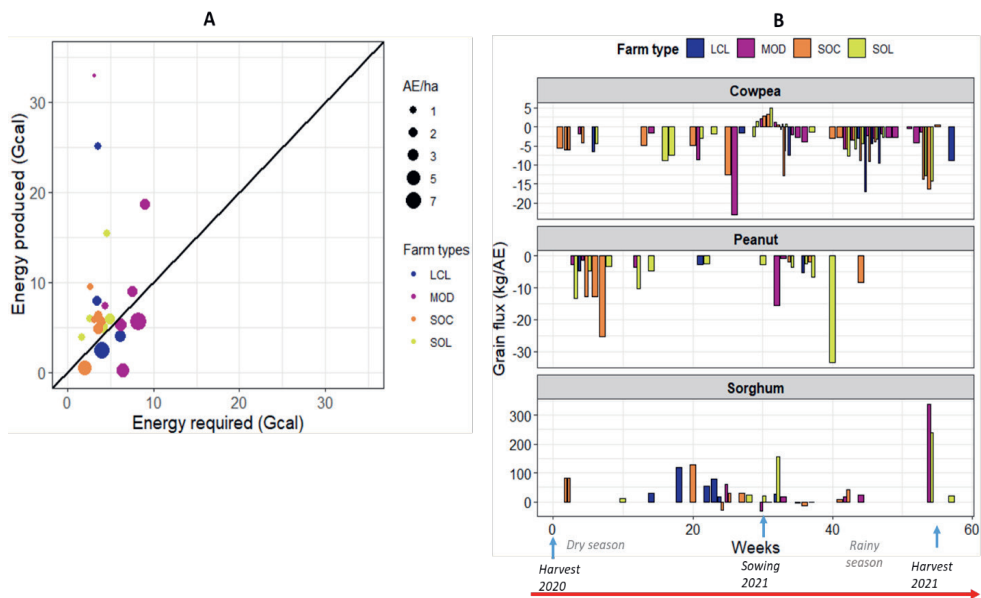 A
Energy produced (Gcal)
30
20
10
0
0 10 20 30
Energy required (Gcal)
AE/ha
1
2
3
5
7
Farm types
LCL
MOD
SOC
SOL
B
Farm type LCL MOD SOC SOL
Grain flux (kg/AE)
Cowpea
5
0
-5
-10
-15
-20
Peanut
0
-10
-20
-30
Sorghum
300
200
100
0
0 20 40 60
Dry season Weeks Rainy
season
Harvest
2020
Sowing
2021
Harvest
2021